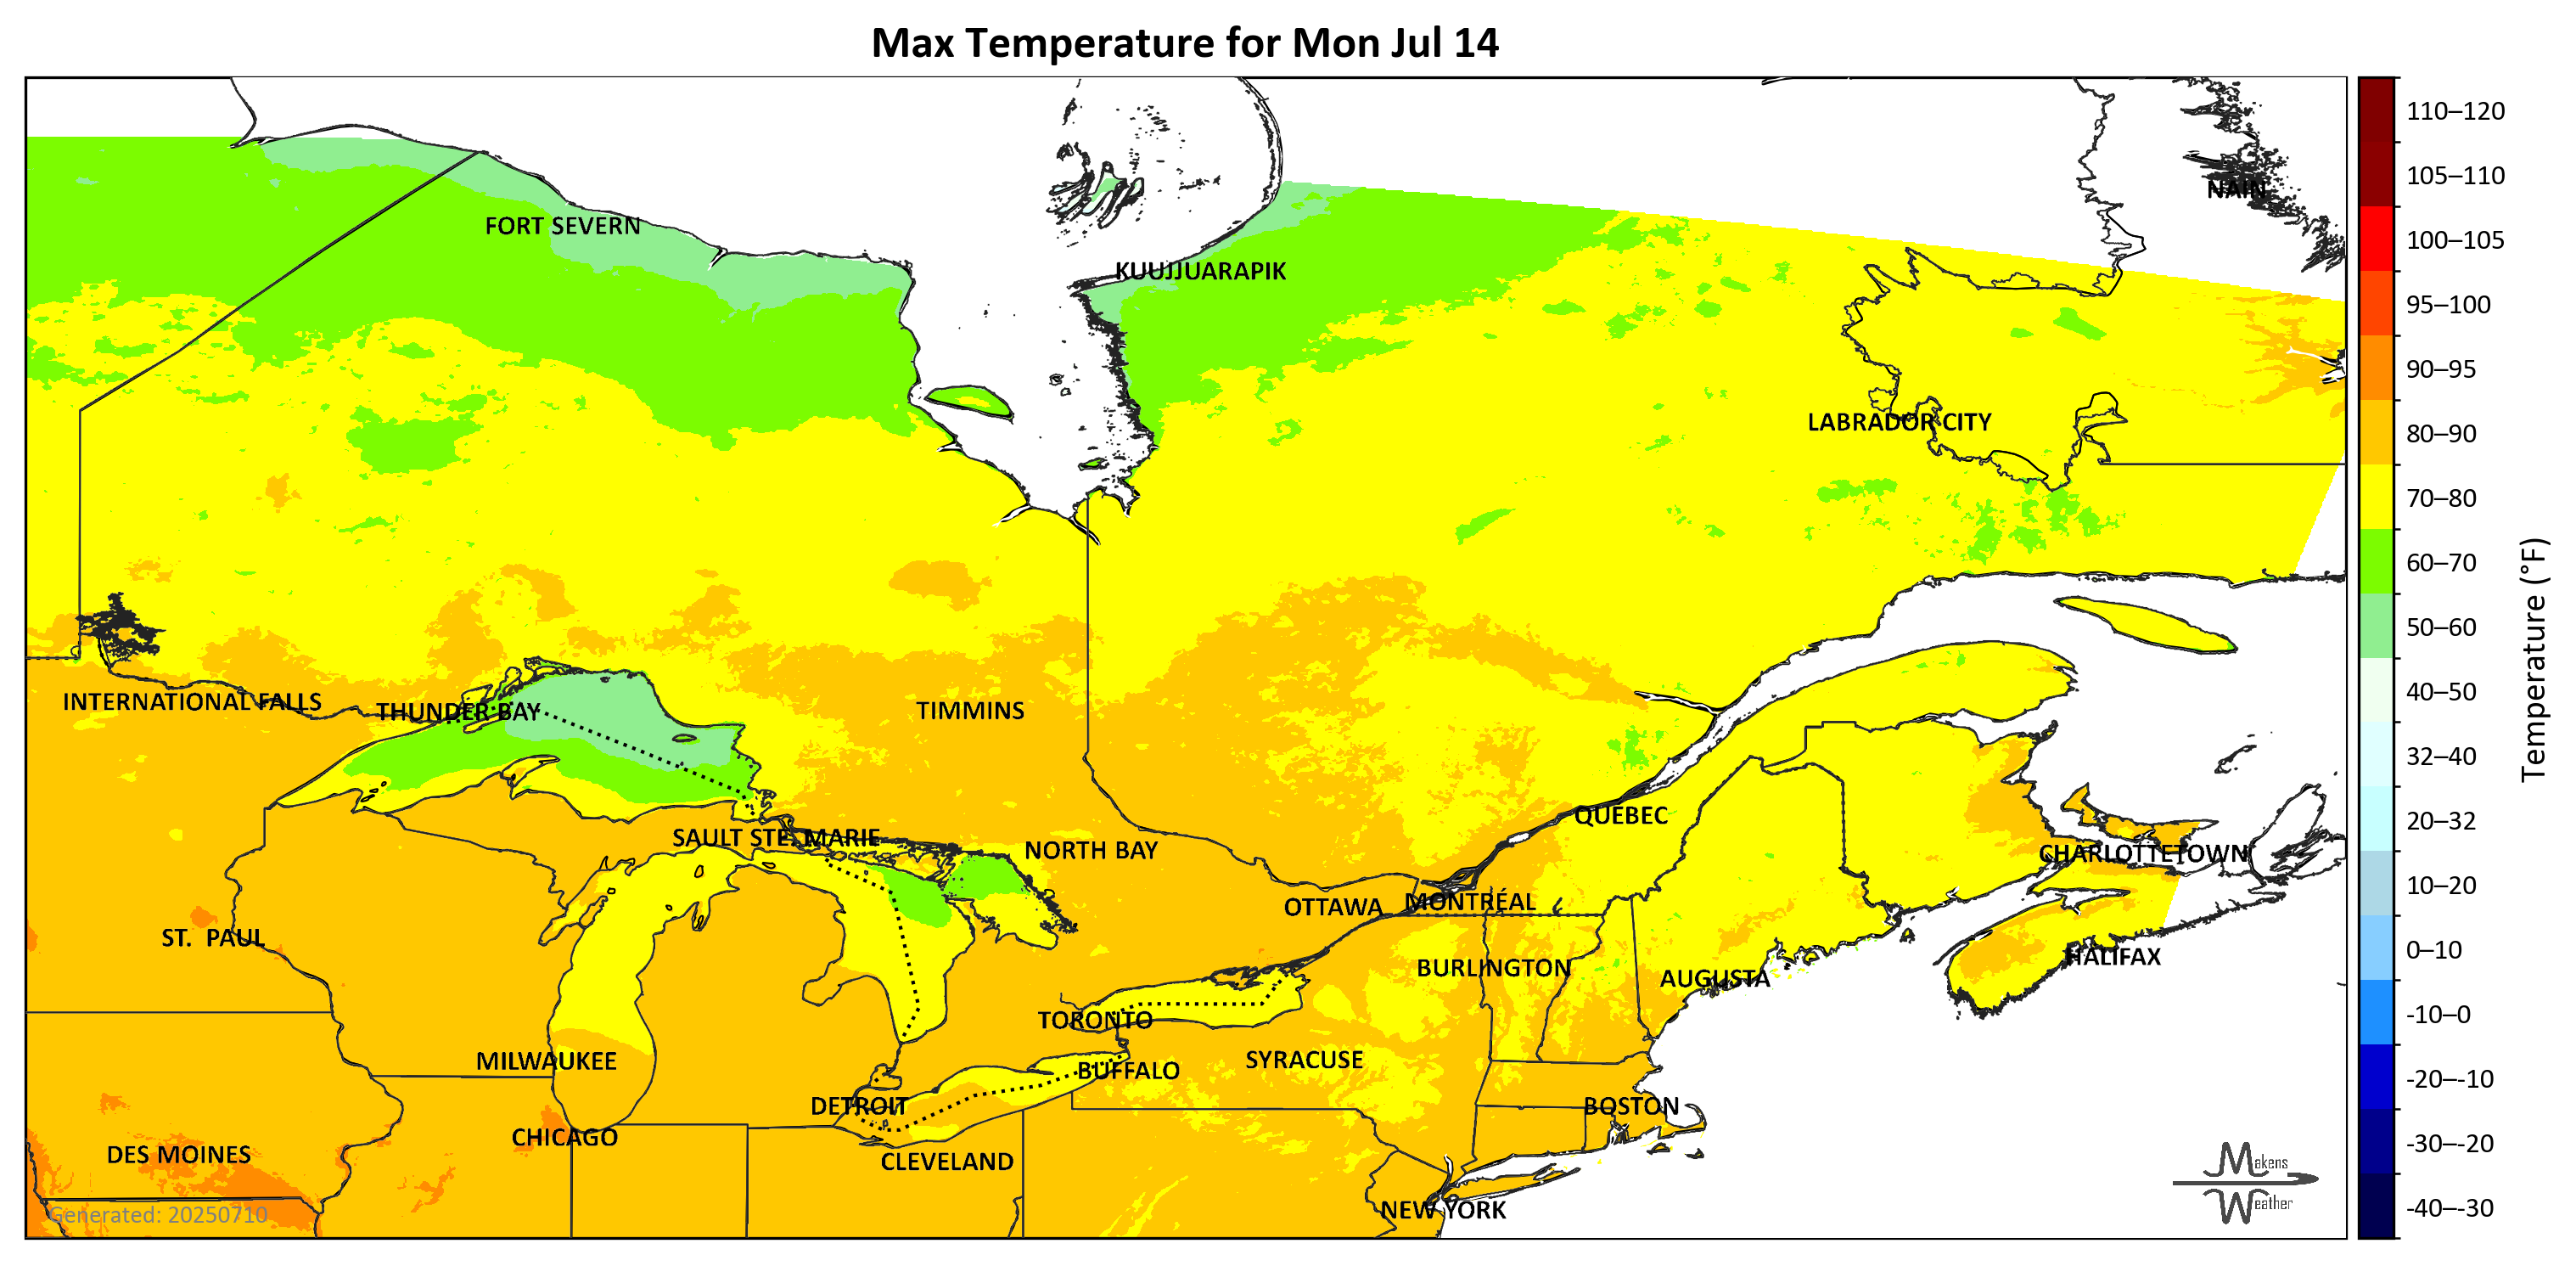 Max Temperature for Mon Jul 14
110–120
105–110
NAIN
FORT SEVERN
100–105
KUUJJUARAPIK
95–100
90–95
LABRADOR CITY
80–90
70–80
60–70
50–60
Temperature (°F)
INTERNATIONAL FALLS
THUNDER BAY
TIMMINS
40–50
32–40
QUEBEC
20–32
SAULT STE. MARIE
NORTH BAY
CHARLOTTETOWN
10–20
OTTAWA
MONTRÉAL
ST. PAUL
BURLINGTON
AUGUSTA
HALIFAX
0–10
TORONTO
-10–0
MILWAUKEE
BUFFALO
SYRACUSE
-20–-10
DETROIT
BOSTON
CHICAGO
DES MOINES
CLEVELAND
-30–-20
Makens
Weather
NEW YORK
-40–-30
Generated: 20250710